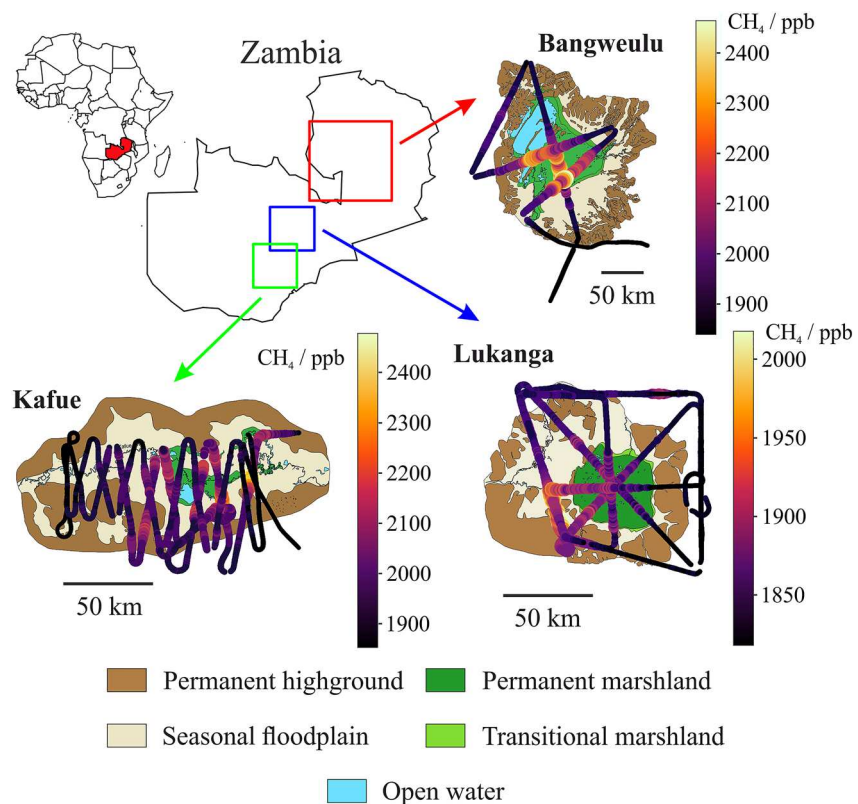 Zambia
Bangweulu
CH₄ / ppb
2400
2300
2200
2100
2000
1900
50 km
Kafue
CH₄ / ppb
2400
2300
2200
2100
2000
1900
50 km
Lukanga
CH₄ / ppb
2000
1950
1900
1850
50 km
Permanent highground
Permanent marshland
Seasonal floodplain
Transitional marshland
Open water